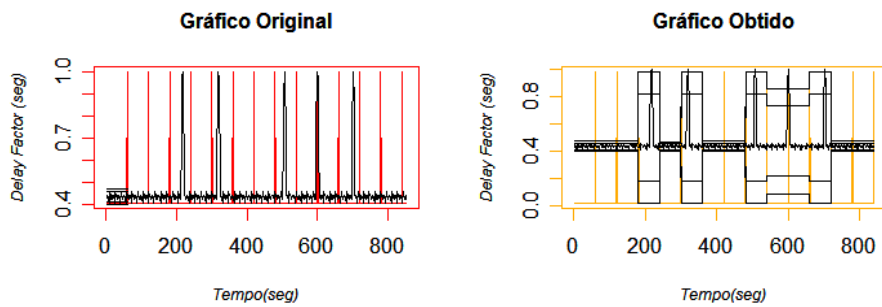 Gráfico Original
Delay Factor (seg)
1.0
0.7
0.4
0 200 400 600 800
Tempo(seg)
Gráfico Obtido
Delay Factor (seg)
0.8
0.4
0.0
0 200 400 600 800
Tempo(seg)